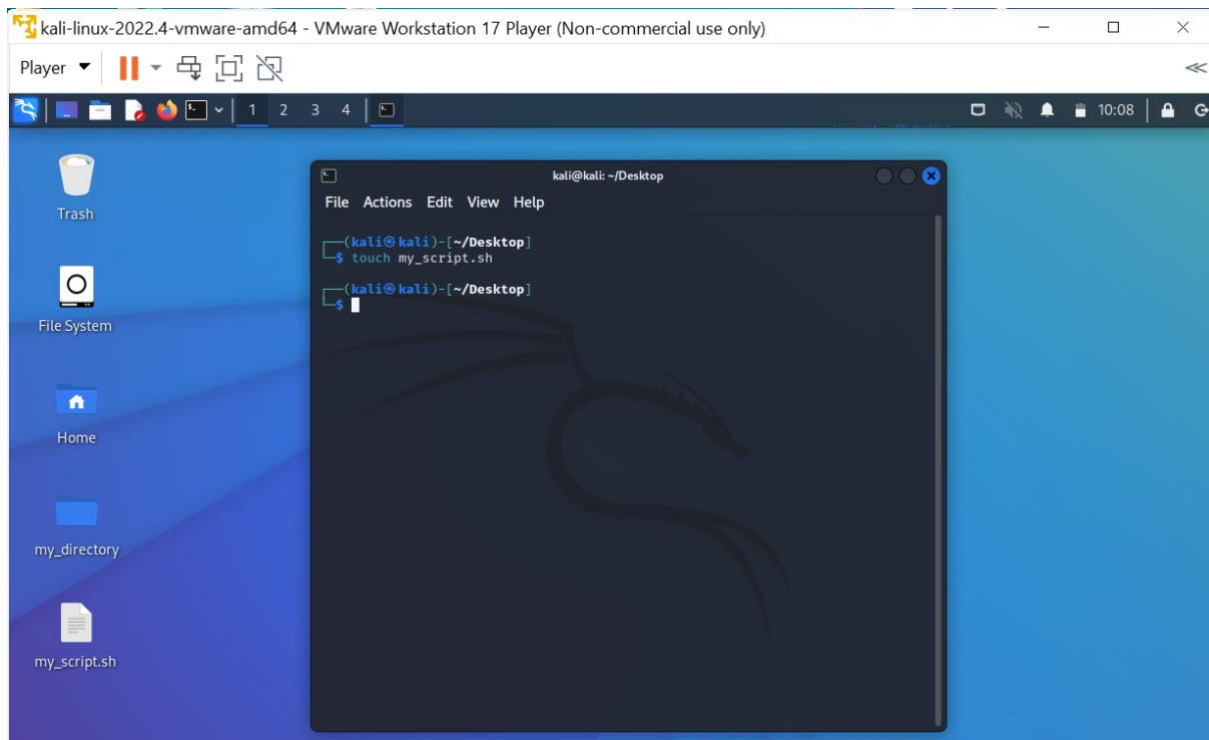 kali-linux-2022.4-vmware-amd64 - VMware Workstation 17 Player (Non-commercial use only)
Player
1 2 3 4
10:08
kali@kali: ~/Desktop
File Actions Edit View Help
(kali㉿kali)-[~/Desktop]
$ touch my_script.sh
(kali㉿kali)-[~/Desktop]
$
Trash
File System
Home
my_directory
my_script.sh